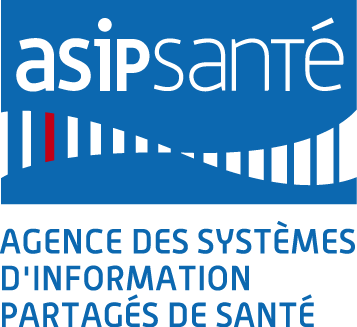 asipsanté
AGENCE DES SYSTÈMES
D'INFORMATION
PARTAGÉS DE SANTÉ